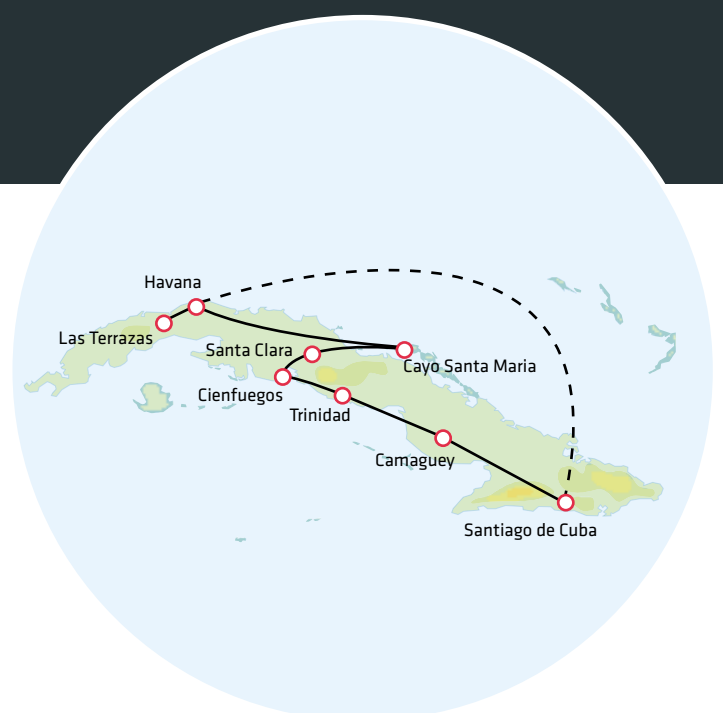 Havana
Las Terrazas
Santa Clara
Cayo Santa Maria
Cienfuegos
Trinidad
Camaguey
Santiago de Cuba